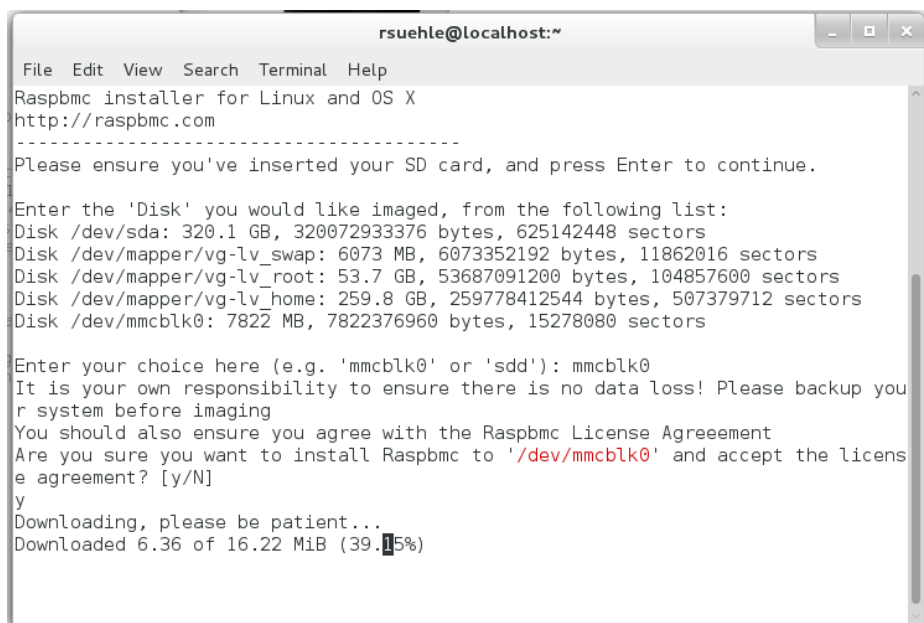 rsuehle@localhost:~
File Edit View Search Terminal Help
Raspbmc installer for Linux and OS X
http://raspbmc.com
----------------------------------------
Please ensure you've inserted your SD card, and press Enter to continue.
Enter the 'Disk' you would like imaged, from the following list:
Disk /dev/sda: 320.1 GB, 320072933376 bytes, 625142448 sectors
Disk /dev/mapper/vg-lv_swap: 6073 MB, 6073352192 bytes, 11862016 sectors
Disk /dev/mapper/vg-lv_root: 53.7 GB, 53687091200 bytes, 104857600 sectors
Disk /dev/mapper/vg-lv_home: 259.8 GB, 259778412544 bytes, 507379712 sectors
Disk /dev/mmcblk0: 7822 MB, 7822376960 bytes, 15278080 sectors
Enter your choice here (e.g. 'mmcblk0' or 'sdd'): mmcblk0
It is your own responsibility to ensure there is no data loss! Please backup you
r system before imaging
You should also ensure you agree with the Raspbmc License Agreeement
Are you sure you want to install Raspbmc to '/dev/mmcblk0' and accept the licens
e agreement? [y/N]
y
Downloading, please be patient...
Downloaded 6.36 of 16.22 MiB (39.15%)